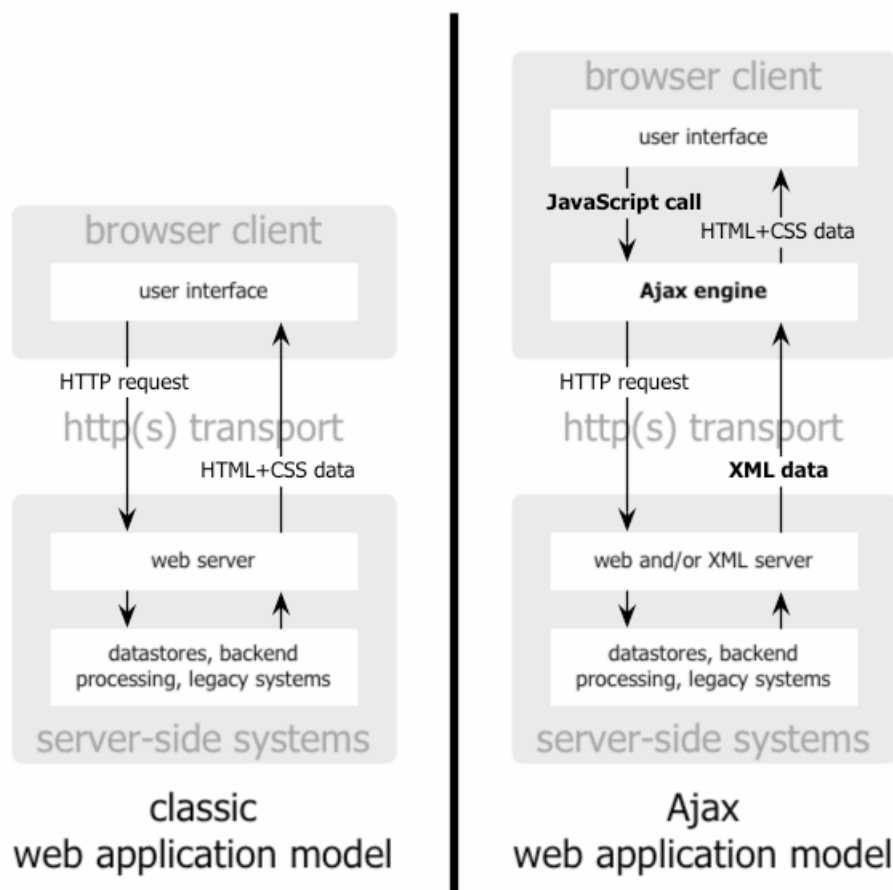 browser client
user interface
HTTP request
http(s) transport
HTML+CSS data
web server
datastores, backend
processing, legacy systems
server-side systems
classic
web application model
browser client
user interface
JavaScript call
HTML+CSS data
Ajax engine
HTTP request
http(s) transport
XML data
web and/or XML server
datastores, backend
processing, legacy systems
server-side systems
Ajax
web application model